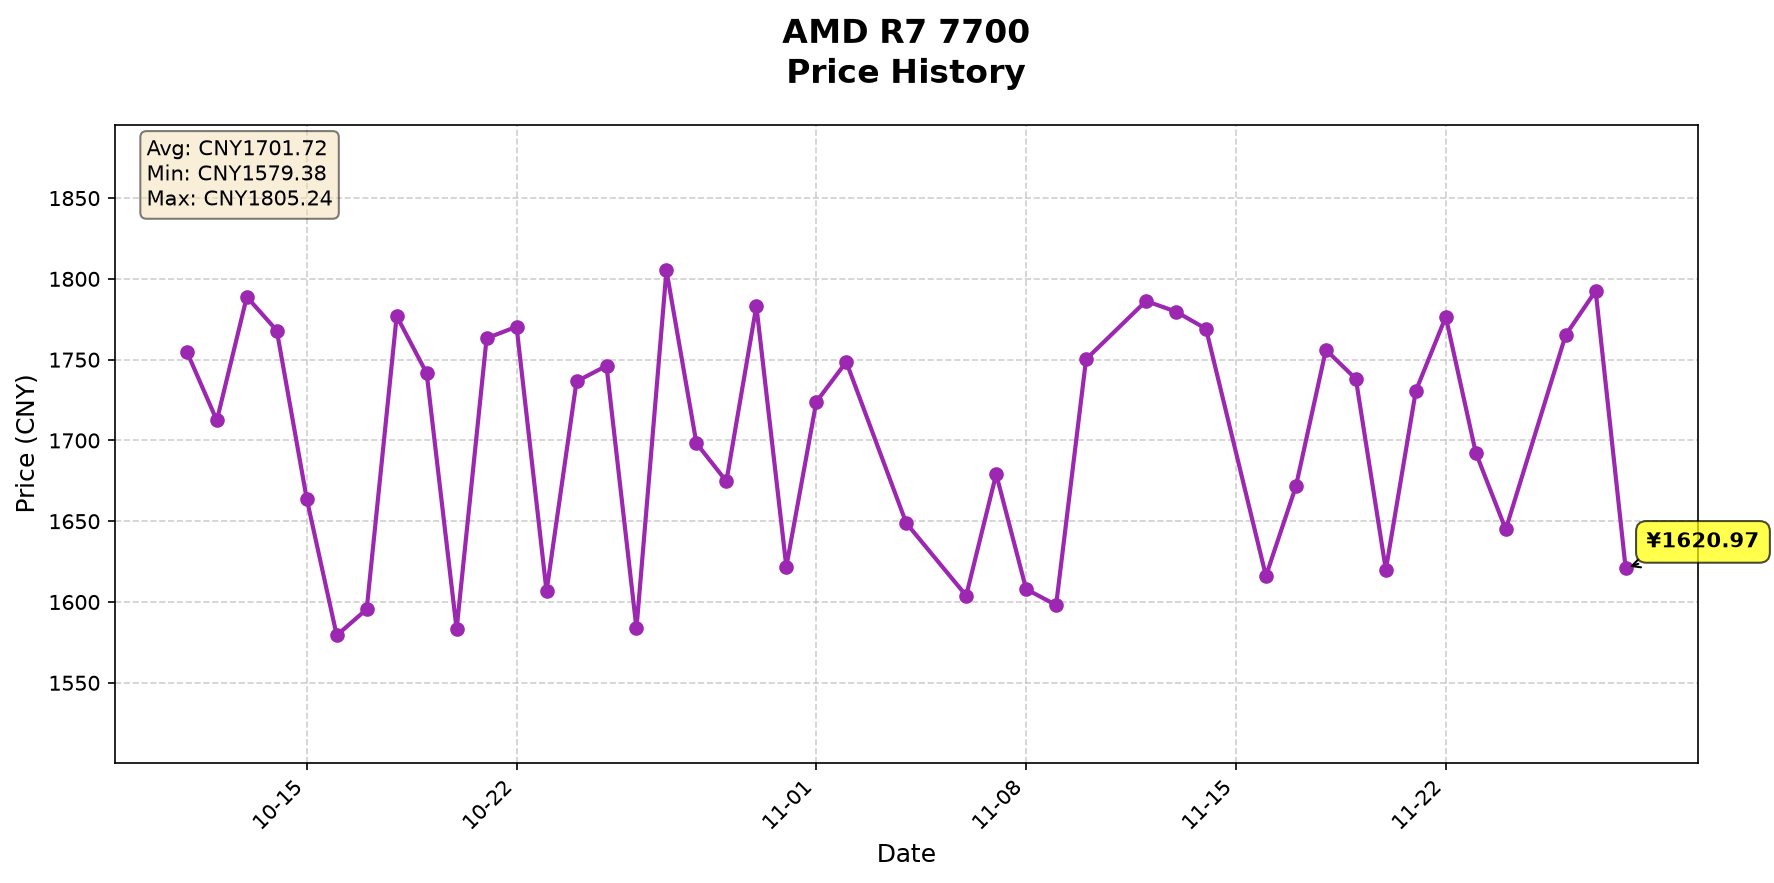 AMD R7 7700
Price History
Avg: CNY1701.72
Min: CNY1579.38
Max: CNY1805.24
1850
1800
1750
1700
1650
1600
1550
Price (CNY)
¥1620.97
10-15
10-22
11-01
11-08
11-15
11-22
Date